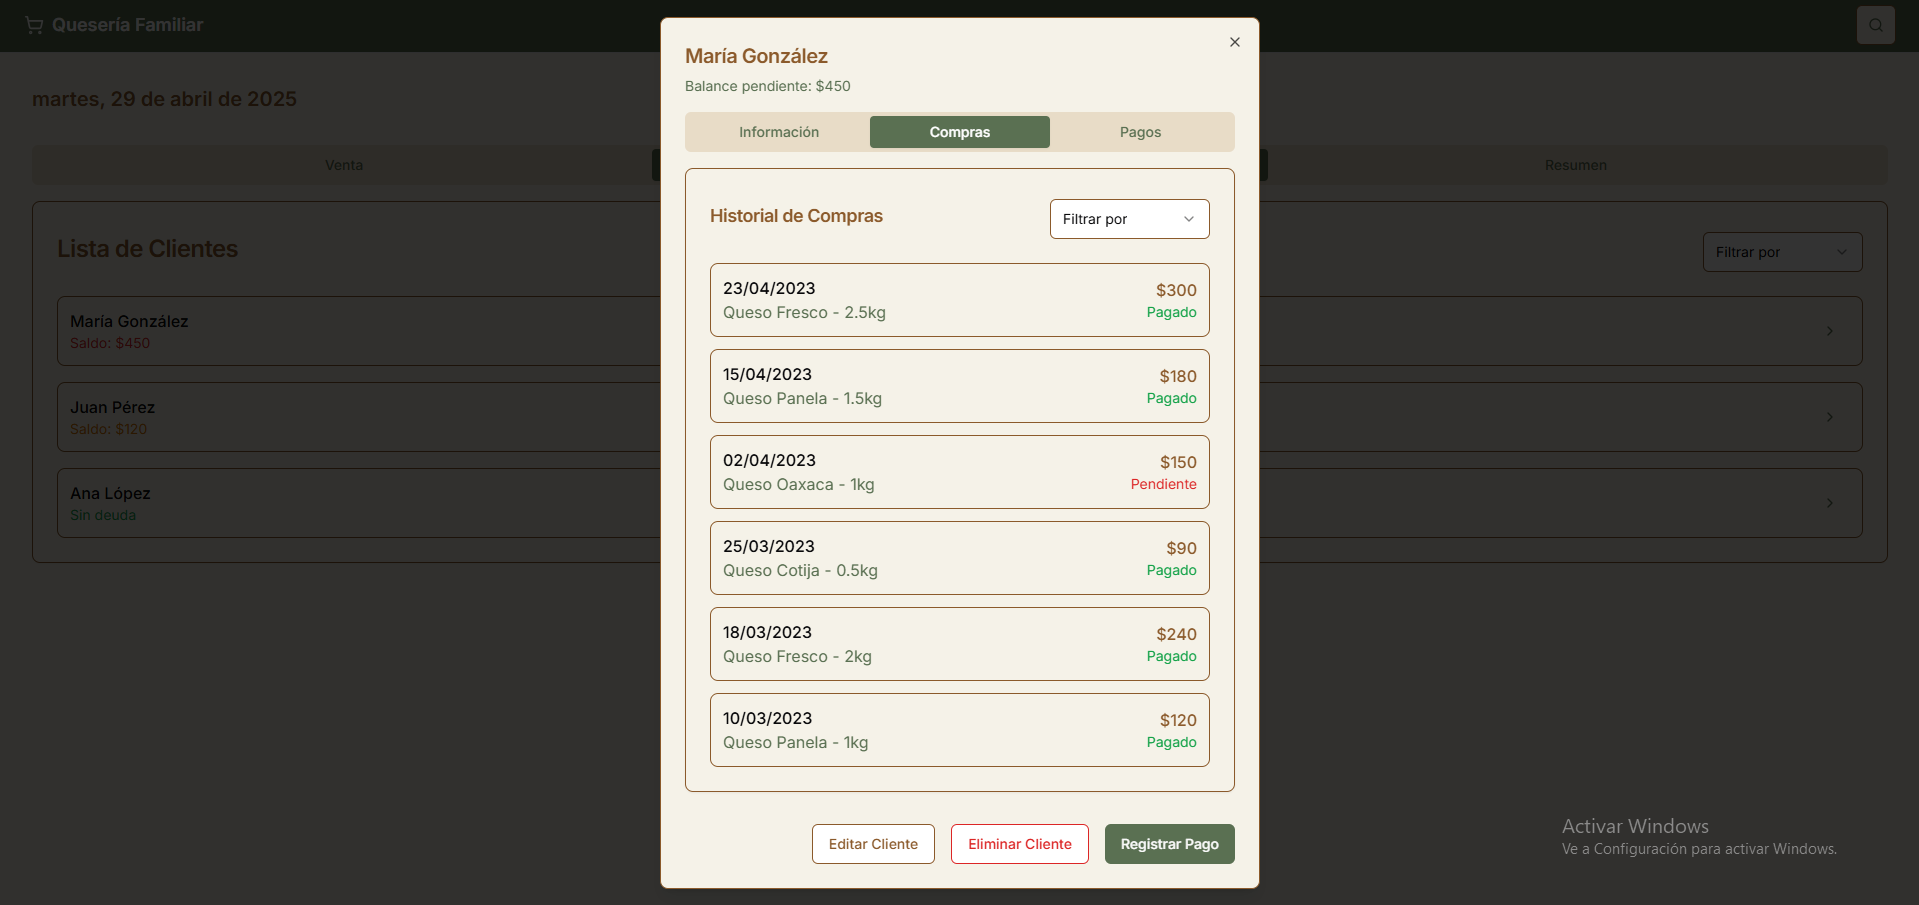 Quesería Familiar
martes, 29 de abril de 2025
Venta
Resumen
Lista de Clientes
Filtrar por
María González
Saldo: $450
Juan Pérez
Saldo: $120
Ana López
Sin deuda
María González
Balance pendiente: $450
Información
Compras
Pagos
Historial de Compras
Filtrar por
23/04/2023
$300
Queso Fresco - 2.5kg
Pagado
15/04/2023
$180
Queso Panela - 1.5kg
Pagado
02/04/2023
$150
Queso Oaxaca - 1kg
Pendiente
25/03/2023
$90
Queso Cotija - 0.5kg
Pagado
18/03/2023
$240
Queso Fresco - 2kg
Pagado
10/03/2023
$120
Queso Panela - 1kg
Pagado
Editar Cliente
Eliminar Cliente
Registrar Pago
Activar Windows
Ve a Configuración para activar Windows.